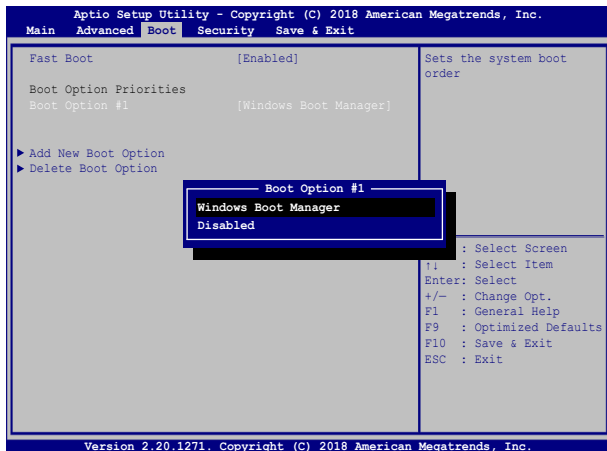 Aptio Setup Utility - Copyright (C) 2018 American Megatrends, Inc.
Main Advanced Boot Security Save & Exit
Fast Boot [Enabled]
Boot Option Priorities
Boot Option #1 [Windows Boot Manager]
▶ Add New Boot Option
▶ Delete Boot Option
Sets the system boot
order
Boot Option #1
Windows Boot Manager
Disabled
: Select Screen
↑↓ : Select Item
Enter: Select
+/— : Change Opt.
F1 : General Help
F9 : Optimized Defaults
F10 : Save & Exit
ESC : Exit
Version 2.20.1271. Copyright (C) 2018 American Megatrends, Inc.